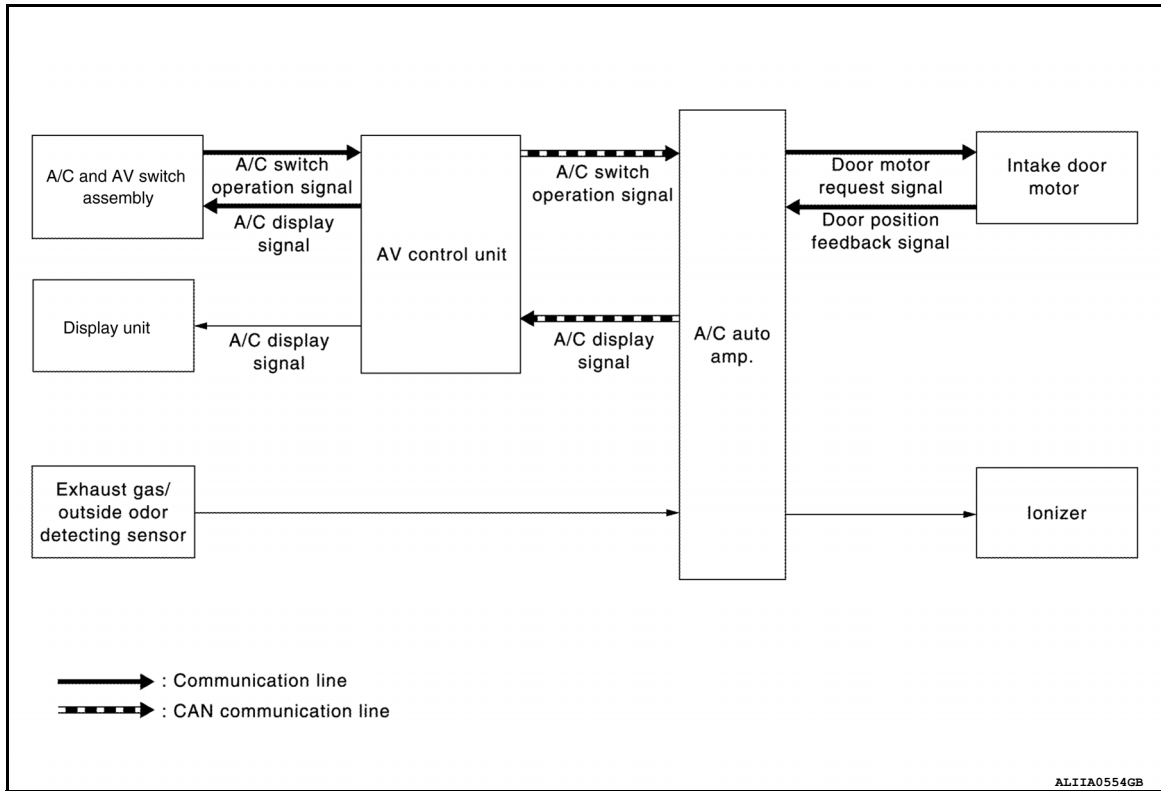 A/C and AV switch
assembly
A/C switch
operation signal
A/C display
signal
AV control unit
A/C switch
operation signal
A/C display
signal
A/C auto
amp.
Door motor
request signal
Door position
feedback signal
Intake door
motor
Display unit
A/C display
signal
Exhaust gas/
outside odor
detecting sensor
Ionizer
: Communication line
: CAN communication line
ALIIA0554GB